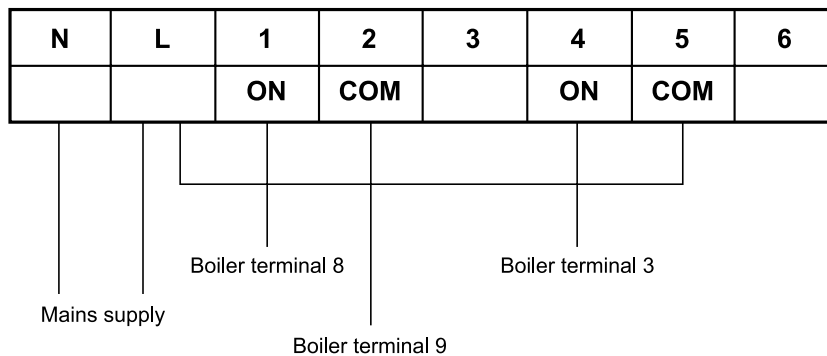 N L 1 2 3 4 5 6
ON COM ON COM
Boiler terminal 8 Boiler terminal 3
Mains supply
Boiler terminal 9